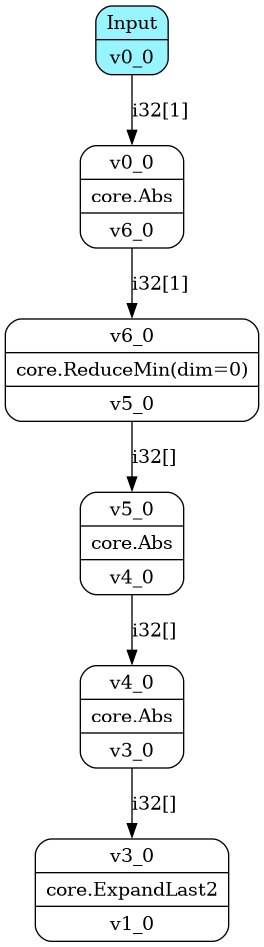 Input
v0_0
i32[1]
v0_0
core.Abs
v6_0
i32[1]
v6_0
core.ReduceMin(dim=0)
v5_0
i32[]
v5_0
core.Abs
v4_0
i32[]
v4_0
core.Abs
v3_0
i32[]
v3_0
core.ExpandLast2
v1_0